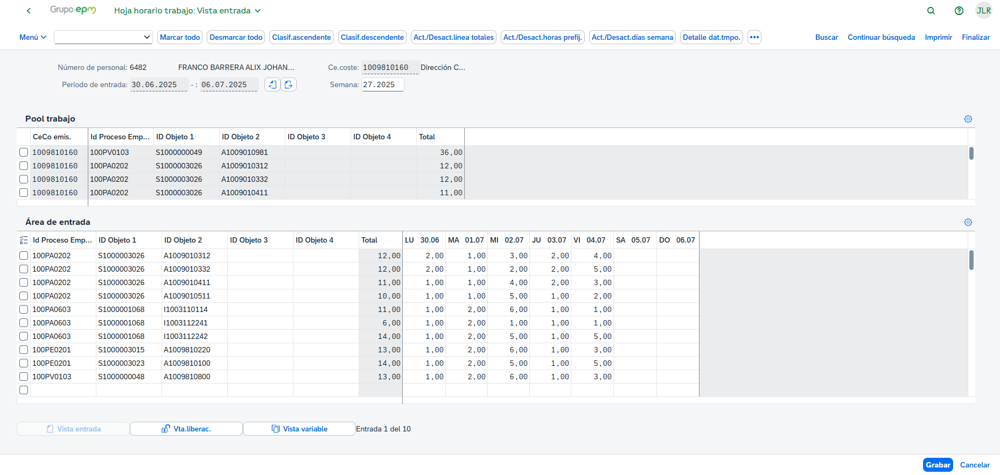 Grupo·epm Hoja horario trabajo: Vista entrada JLR
Menú Marcar todo Desmarcar todo Clasif.ascendente Clasif.descendente Act./Desact.línea totales Act./Desact.horas prefij. Act./Desact.días semana Detalle dat.tmpo. ••• Buscar Continuar búsqueda Imprimir Finalizar
Número de personal: 6482 FRANCO BARRERA ALIX JOHAN... Ce.coste: 1009810160 Dirección C...
Período de entrada: 30.06.2025 - : 06.07.2025 Semana: 27.2025
Pool trabajo
CeCo emis. Id Proceso Emp... ID Objeto 1 ID Objeto 2 ID Objeto 3 ID Objeto 4 Total
1009810160 100PV0103 S1000000049 A1009010981 36,00
1009810160 100PA0202 S1000003026 A1009010312 12,00
1009810160 100PA0202 S1000003026 A1009010332 12,00
1009810160 100PA0202 S1000003026 A1009010411 11,00
Área de entrada
Id Proceso Emp... ID Objeto 1 ID Objeto 2 ID Objeto 3 ID Objeto 4 Total LU 30.06 MA 01.07 MI 02.07 JU 03.07 VI 04.07 SA 05.07 DO 06.07
100PA0202 S1000003026 A1009010312 12,00 2,00 1,00 3,00 2,00 4,00
100PA0202 S1000003026 A1009010332 12,00 2,00 1,00 2,00 2,00 5,00
100PA0202 S1000003026 A1009010411 11,00 1,00 1,00 4,00 2,00 3,00
100PA0202 S1000003026 A1009010511 10,00 1,00 1,00 5,00 1,00 2,00
100PA0603 S1000001068 I1003110114 11,00 1,00 2,00 6,00 1,00 1,00
100PA0603 S1000001068 I1003112241 6,00 1,00 2,00 1,00 1,00 1,00
100PA0603 S1000001068 I1003112242 14,00 1,00 2,00 5,00 1,00 5,00
100PE0201 S1000003015 A1009810220 13,00 1,00 2,00 6,00 1,00 3,00
100PE0201 S1000003023 A1009810100 14,00 1,00 2,00 5,00 1,00 5,00
100PV0103 S1000000048 A1009810800 13,00 1,00 2,00 6,00 1,00 3,00
Vista entrada Vta.liberac. Vista variable Entrada 1 del 10
Grabar Cancelar